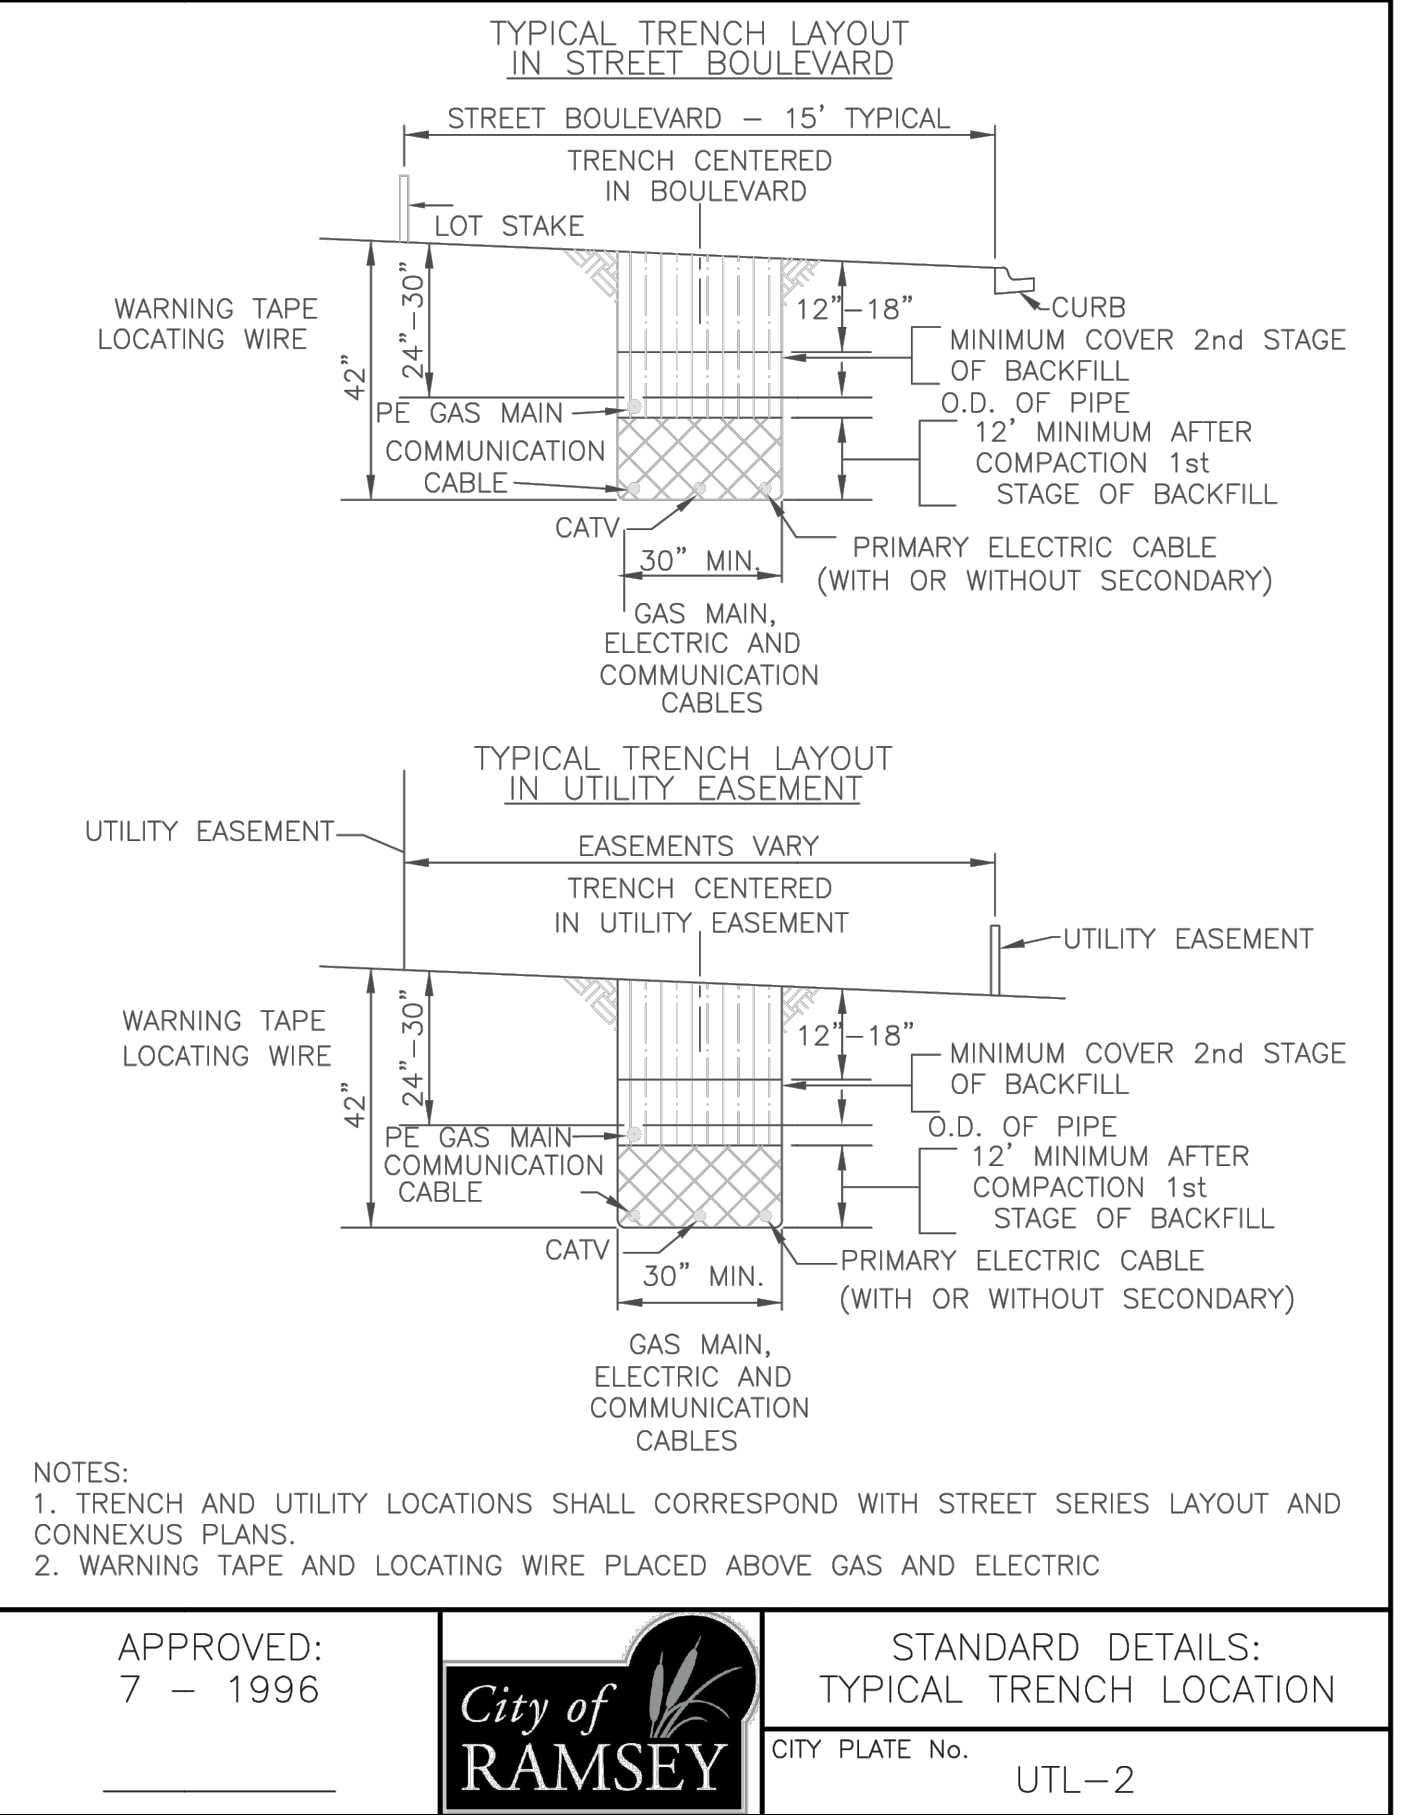 TYPICAL TRENCH LAYOUT
IN STREET BOULEVARD
STREET BOULEVARD – 15' TYPICAL
TRENCH CENTERED
IN BOULEVARD
LOT STAKE
WARNING TAPE
LOCATING WIRE
42"
24"–30"
12"–18"
CURB
MINIMUM COVER 2nd STAGE
OF BACKFILL
O.D. OF PIPE
PE GAS MAIN
12' MINIMUM AFTER
COMPACTION 1st
STAGE OF BACKFILL
COMMUNICATION
CABLE
CATV
30" MIN.
PRIMARY ELECTRIC CABLE
(WITH OR WITHOUT SECONDARY)
GAS MAIN,
ELECTRIC AND
COMMUNICATION
CABLES
TYPICAL TRENCH LAYOUT
IN UTILITY EASEMENT
UTILITY EASEMENT
EASEMENTS VARY
TRENCH CENTERED
IN UTILITY EASEMENT
UTILITY EASEMENT
WARNING TAPE
LOCATING WIRE
42"
24"–30"
12"–18"
MINIMUM COVER 2nd STAGE
OF BACKFILL
O.D. OF PIPE
PE GAS MAIN
COMMUNICATION
CABLE
12' MINIMUM AFTER
COMPACTION 1st
STAGE OF BACKFILL
CATV
30" MIN.
PRIMARY ELECTRIC CABLE
(WITH OR WITHOUT SECONDARY)
GAS MAIN,
ELECTRIC AND
COMMUNICATION
CABLES
NOTES:
1. TRENCH AND UTILITY LOCATIONS SHALL CORRESPOND WITH STREET SERIES LAYOUT AND
CONNEXUS PLANS.
2. WARNING TAPE AND LOCATING WIRE PLACED ABOVE GAS AND ELECTRIC
APPROVED:
7 – 1996
City of
RAMSEY
STANDARD DETAILS:
TYPICAL TRENCH LOCATION
CITY PLATE No.
UTL–2